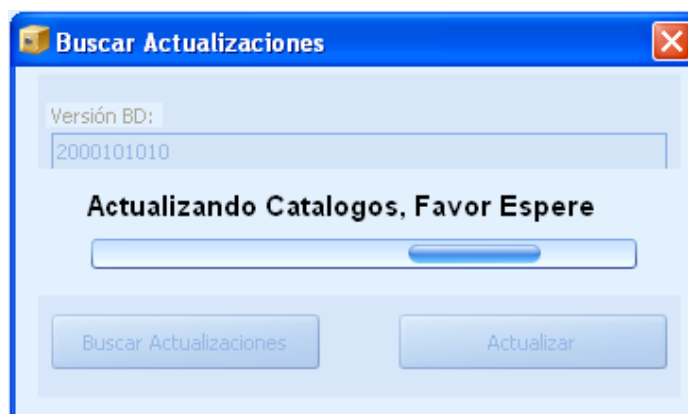 Buscar Actualizaciones
Versión BD:
2000101010
Actualizando Catalogos, Favor Espere
Buscar Actualizaciones
Actualizar